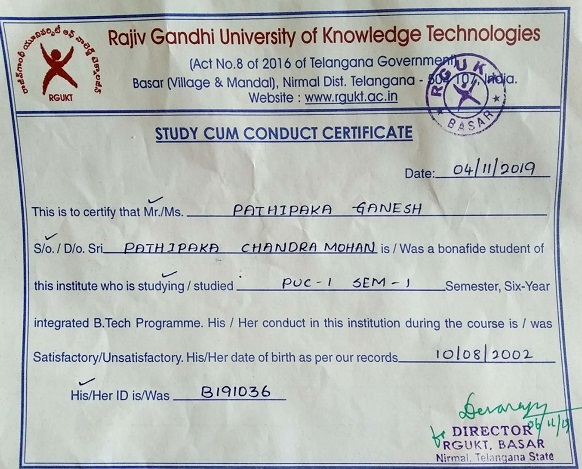 Rajiv Gandhi University of Knowledge Technologies
(Act No.8 of 2016 of Telangana Government)
Basar (Village & Mandal), Nirmal Dist. Telangana - 504 107, India.
Website : www.rgukt.ac.in
RGUKT
RGUKT
BASAR
STUDY CUM CONDUCT CERTIFICATE
Date: 04/11/2019
This is to certify that Mr./Ms. PATHIPAKA GANESH
S/o. / D/o. Sri PATHIPAKA CHANDRA MOHAN is / Was a bonafide student of
this institute who is studying / studied PUC-1 SEM-1 Semester, Six-Year
integrated B.Tech Programme. His / Her conduct in this institution during the course is / was
Satisfactory/Unsatisfactory. His/Her date of birth as per our records 10/08/2002
His/Her ID is/Was B191036
for DIRECTOR
RGUKT, BASAR
Nirmal, Telangana State